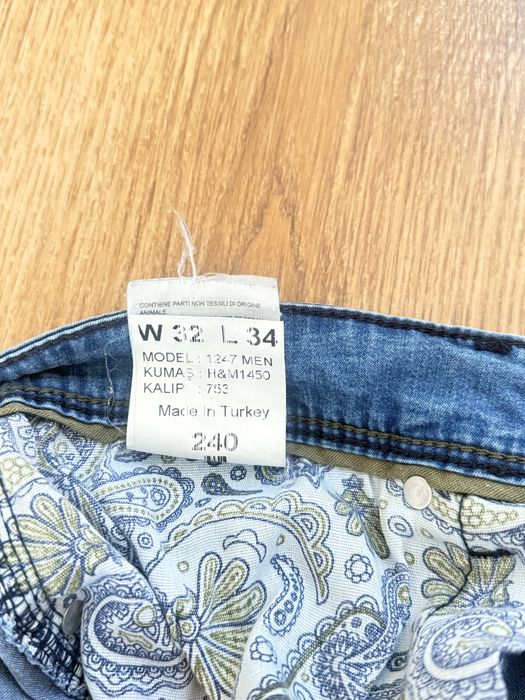 CONTIENE PARTI NON TESSILI DI ORIGINE
ANIMALE
W 32 L 34
MODEL : 1247 MEN
KUMAŞ : H&M1450
KALIP : 753
Made In Turkey
240